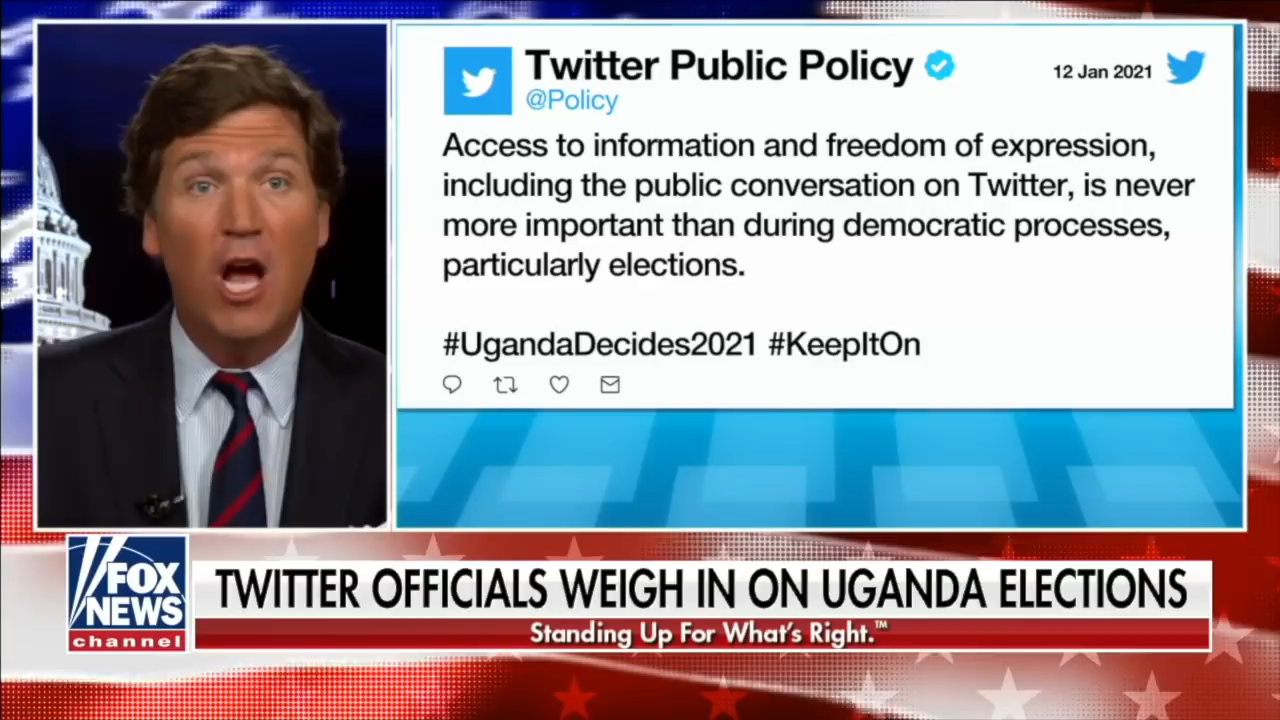 Twitter Public Policy
@Policy
12 Jan 2021
Access to information and freedom of expression,
including the public conversation on Twitter, is never
more important than during democratic processes,
particularly elections.
#UgandaDecides2021 #KeepItOn
FOX
NEWS
channel
TWITTER OFFICIALS WEIGH IN ON UGANDA ELECTIONS
Standing Up For What's Right.™